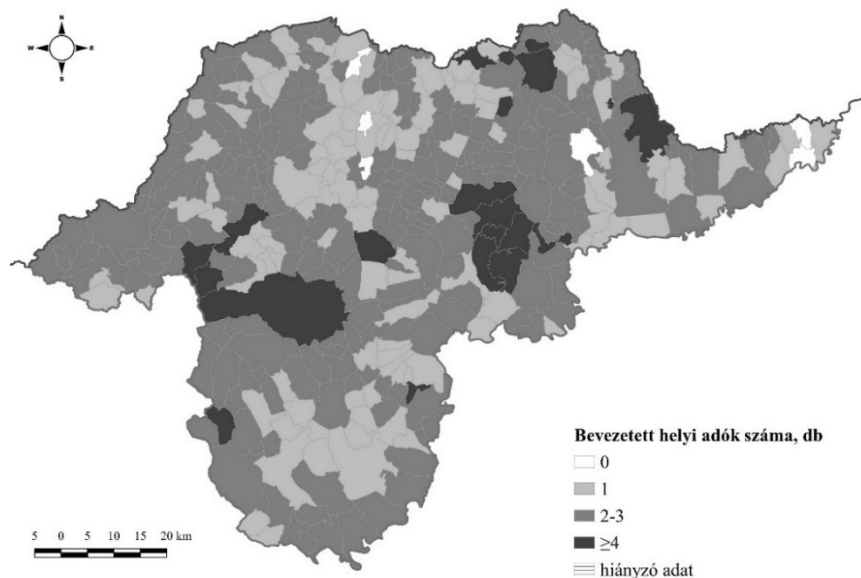 N
W E
S
Bevezetett helyi adók száma, db
0
1
2-3
≥4
hiányzó adat
5 0 5 10 15 20 km